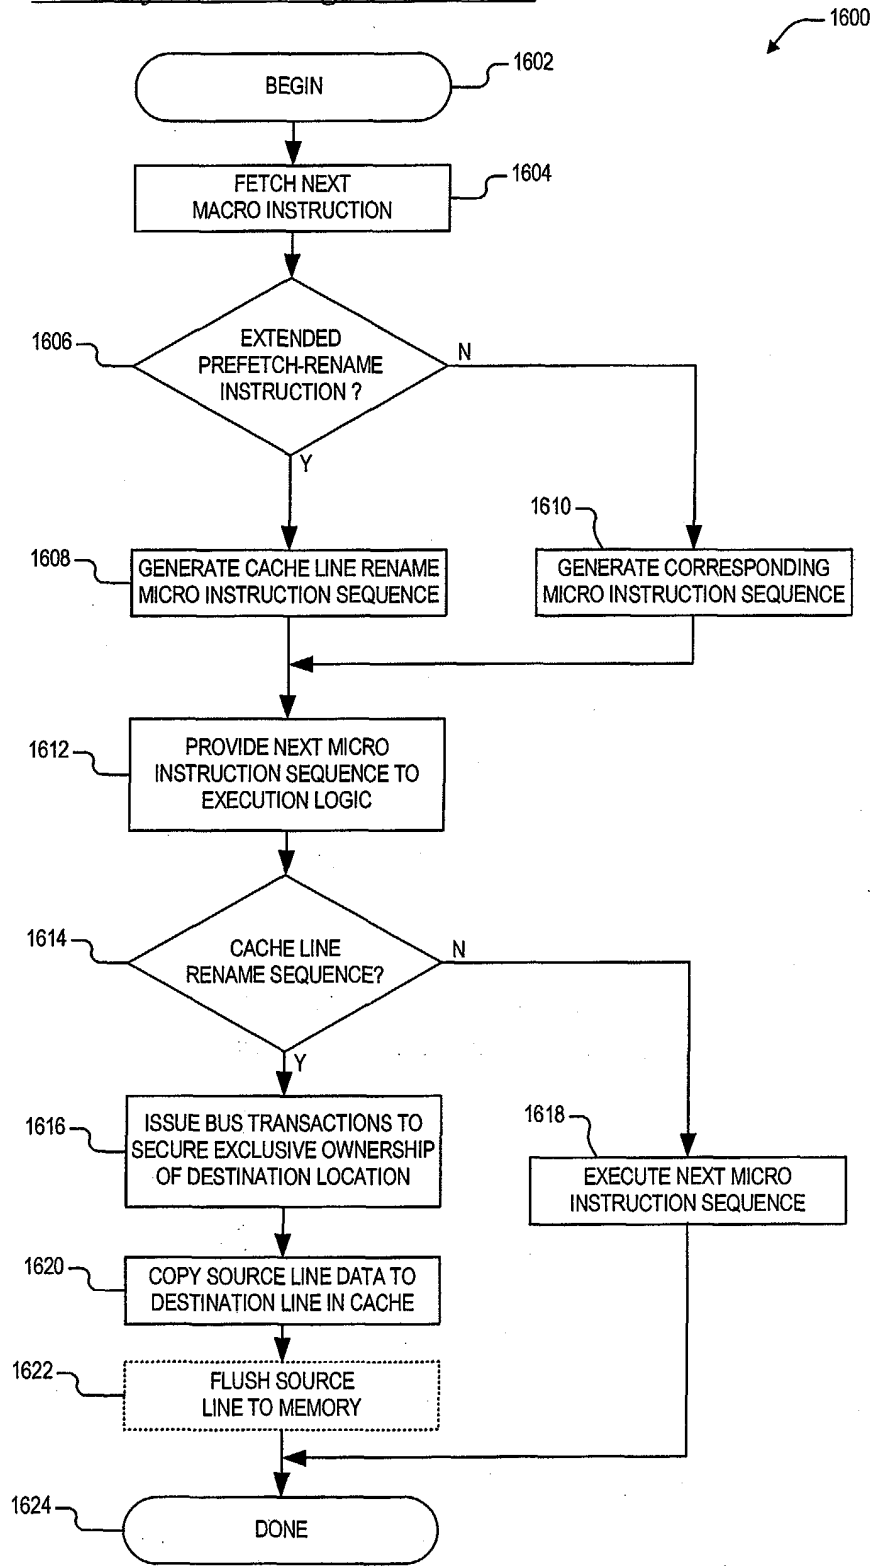 1600
BEGIN
1602
FETCH NEXT
MACRO INSTRUCTION
1604
1606
EXTENDED
PREFETCH-RENAME
INSTRUCTION ?
N
Y
1608
GENERATE CACHE LINE RENAME
MICRO INSTRUCTION SEQUENCE
1610
GENERATE CORRESPONDING
MICRO INSTRUCTION SEQUENCE
1612
PROVIDE NEXT MICRO
INSTRUCTION SEQUENCE TO
EXECUTION LOGIC
1614
CACHE LINE
RENAME SEQUENCE?
N
Y
1616
ISSUE BUS TRANSACTIONS TO
SECURE EXCLUSIVE OWNERSHIP
OF DESTINATION LOCATION
1618
EXECUTE NEXT MICRO
INSTRUCTION SEQUENCE
1620
COPY SOURCE LINE DATA TO
DESTINATION LINE IN CACHE
1622
FLUSH SOURCE
LINE TO MEMORY
1624
DONE